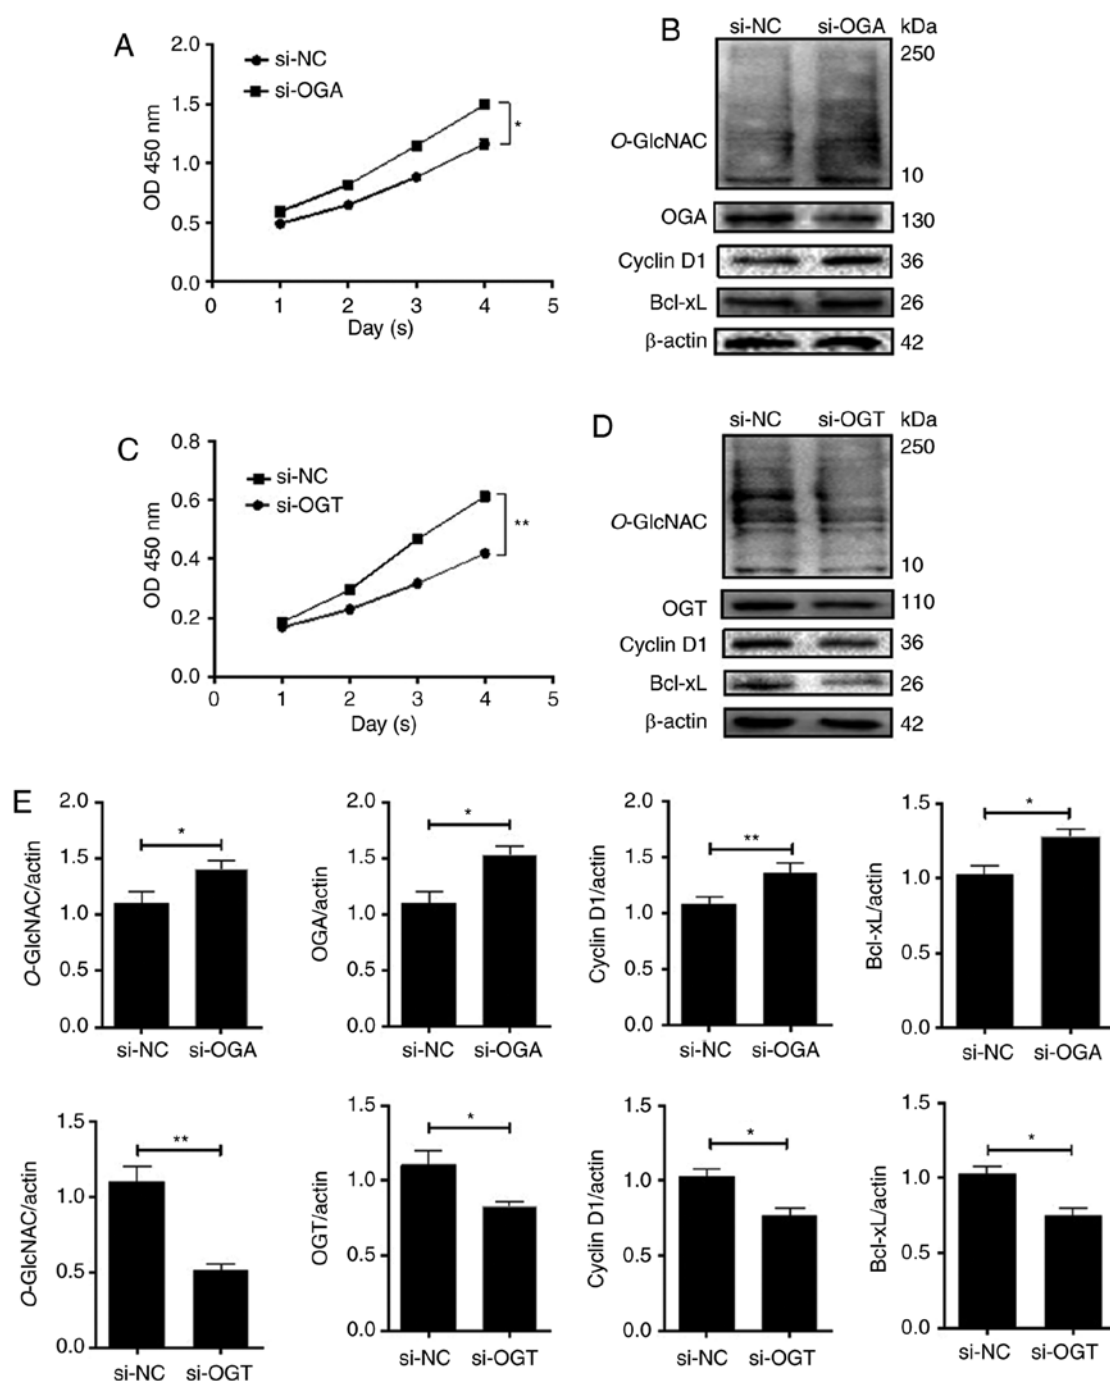 A
2.0
1.5
1.0
0.5
0.0
OD 450 nm
si-NC
si-OGA
*
0 1 2 3 4 5
Day (s)
B
si-NC si-OGA kDa
250
O-GlcNAC
10
OGA 130
Cyclin D1 36
Bcl-xL 26
β-actin 42
C
0.8
0.6
0.4
0.2
0.0
OD 450 nm
si-NC
si-OGT
**
0 1 2 3 4 5
Day (s)
D
si-NC si-OGT kDa
250
O-GlcNAC
10
OGT 110
Cyclin D1 36
Bcl-xL 26
β-actin 42
E
O-GlcNAC/actin
2.0
1.5
1.0
0.5
0.0
*
si-NC si-OGA
OGA/actin
2.0
1.5
1.0
0.5
0.0
*
si-NC si-OGA
Cyclin D1/actin
2.0
1.5
1.0
0.5
0.0
**
si-NC si-OGA
Bcl-xL/actin
1.5
1.0
0.5
0.0
*
si-NC si-OGA
O-GlcNAC/actin
1.5
1.0
0.5
0.0
**
si-NC si-OGT
OGT/actin
1.5
1.0
0.5
0.0
*
si-NC si-OGT
Cyclin D1/actin
1.5
1.0
0.5
0.0
*
si-NC si-OGT
Bcl-xL/actin
1.5
1.0
0.5
0.0
*
si-NC si-OGT